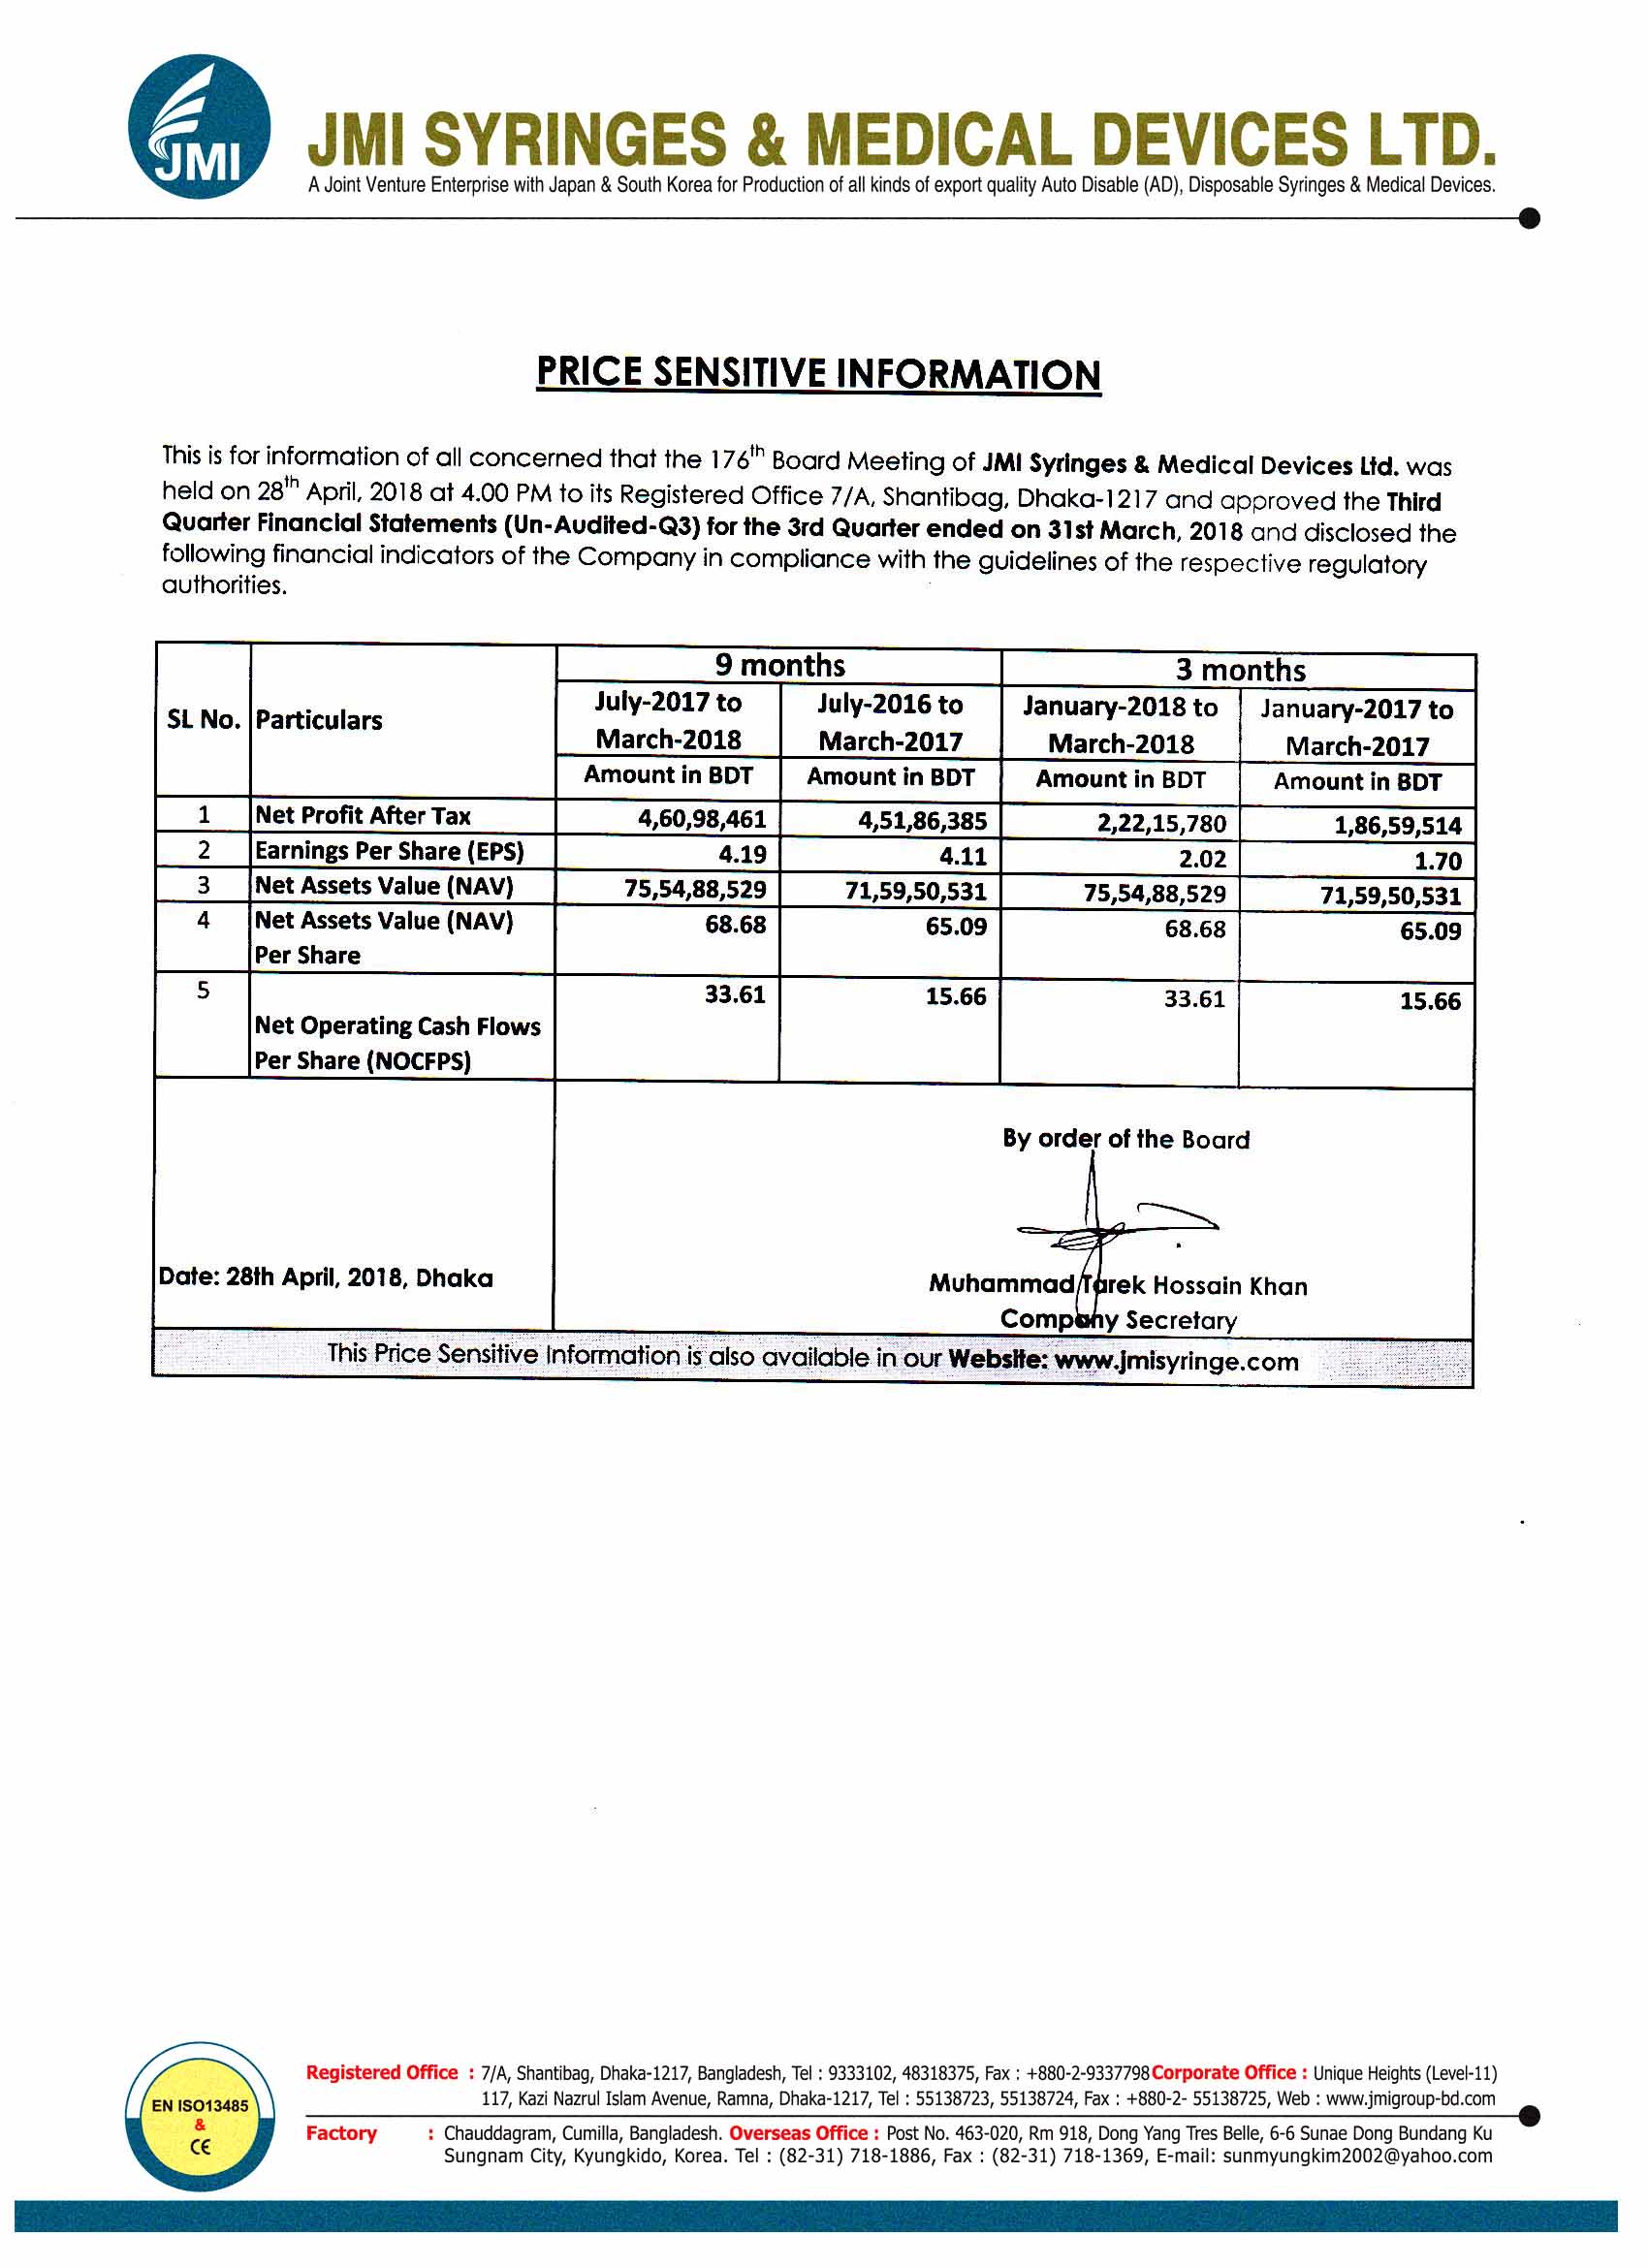 JMI
JMI SYRINGES & MEDICAL DEVICES LTD.
A Joint Venture Enterprise with Japan & South Korea for Production of all kinds of export quality Auto Disable (AD), Disposable Syringes & Medical Devices.
PRICE SENSITIVE INFORMATION
This is for information of all concerned that the 176th Board Meeting of JMI Syringes & Medical Devices Ltd. was
held on 28th April, 2018 at 4.00 PM to its Registered Office 7/A, Shantibag, Dhaka-1217 and approved the Third
Quarter Financial Statements (Un-Audited-Q3) for the 3rd Quarter ended on 31st March, 2018 and disclosed the
following financial indicators of the Company in compliance with the guidelines of the respective regulatory
authorities.
9 months 3 months
SL No. Particulars July-2017 to March-2018 July-2016 to March-2017 January-2018 to March-2018 January-2017 to March-2017
Amount in BDT Amount in BDT Amount in BDT Amount in BDT
1 Net Profit After Tax 4,60,98,461 4,51,86,385 2,22,15,780 1,86,59,514
2 Earnings Per Share (EPS) 4.19 4.11 2.02 1.70
3 Net Assets Value (NAV) 75,54,88,529 71,59,50,531 75,54,88,529 71,59,50,531
4 Net Assets Value (NAV) 68.68 65.09 68.68 65.09
Per Share
5 33.61 15.66 33.61 15.66
Net Operating Cash Flows
Per Share (NOCFPS)
By order of the Board
Date: 28th April, 2018, Dhaka
Muhammad Tarek Hossain Khan
Company Secretary
This Price Sensitive Information is also available in our Website: www.jmisyringe.com
EN ISO13485
&
CE
Registered Office : 7/A, Shantibag, Dhaka-1217, Bangladesh, Tel : 9333102, 48318375, Fax : +880-2-9337798 Corporate Office : Unique Heights (Level-11)
117, Kazi Nazrul Islam Avenue, Ramna, Dhaka-1217, Tel : 55138723, 55138724, Fax : +880-2- 55138725, Web : www.jmigroup-bd.com
Factory : Chauddagram, Cumilla, Bangladesh. Overseas Office : Post No. 463-020, Rm 918, Dong Yang Tres Belle, 6-6 Sunae Dong Bundang Ku
Sungnam City, Kyungkido, Korea. Tel : (82-31) 718-1886, Fax : (82-31) 718-1369, E-mail: sunmyungkim2002@yahoo.com